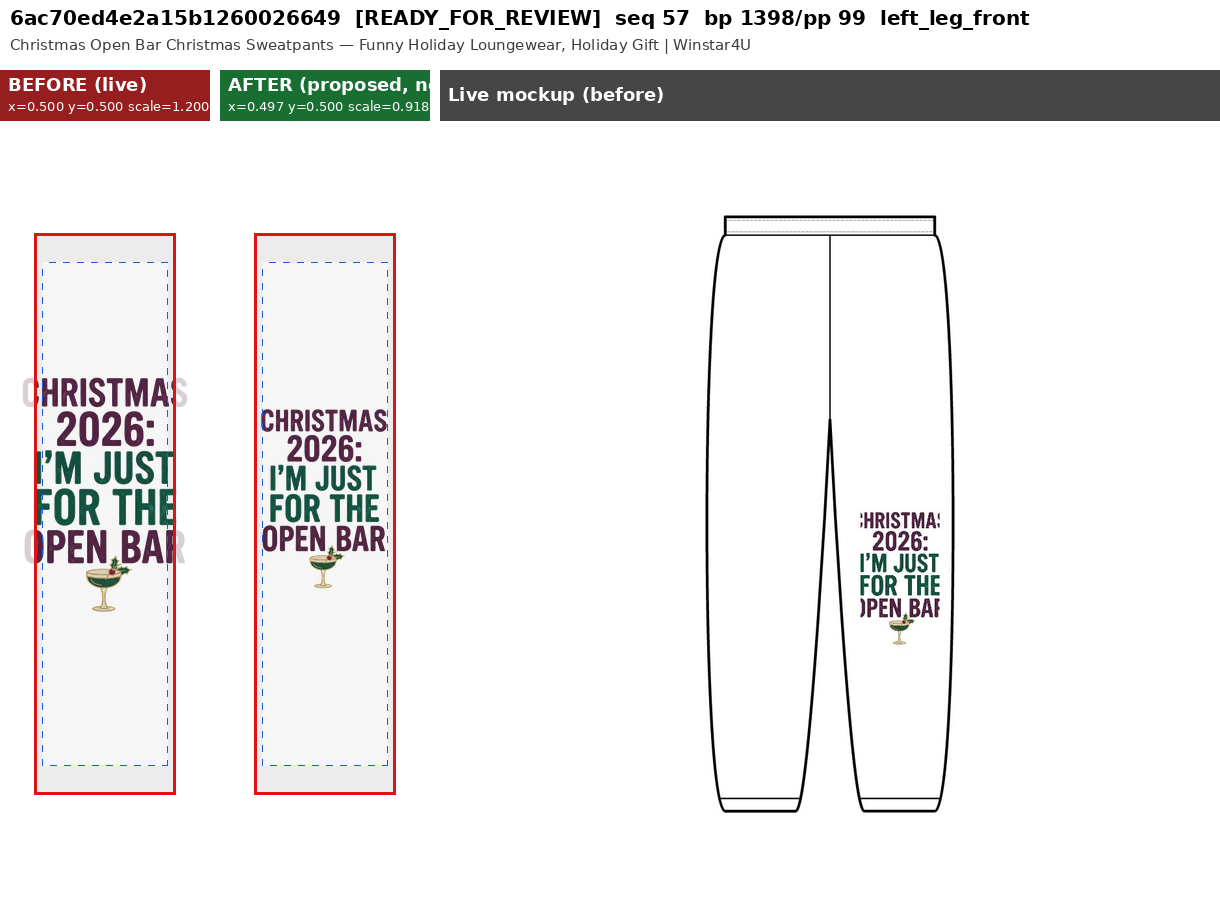 6ac70ed4e2a15b1260026649 [READY_FOR_REVIEW] seq 57 bp 1398/pp 99 left_leg_front
Christmas Open Bar Christmas Sweatpants — Funny Holiday Loungewear, Holiday Gift | Winstar4U
BEFORE (live)
x=0.500 y=0.500 scale=1.200
AFTER (proposed, n
x=0.497 y=0.500 scale=0.918
Live mockup (before)
CHRISTMAS
2026:
I'M JUST
FOR THE
OPEN BAR
CHRISTMAS
2026:
I'M JUST
FOR THE
OPEN BAR
CHRISTMAS
2026:
I'M JUST
FOR THE
OPEN BAR